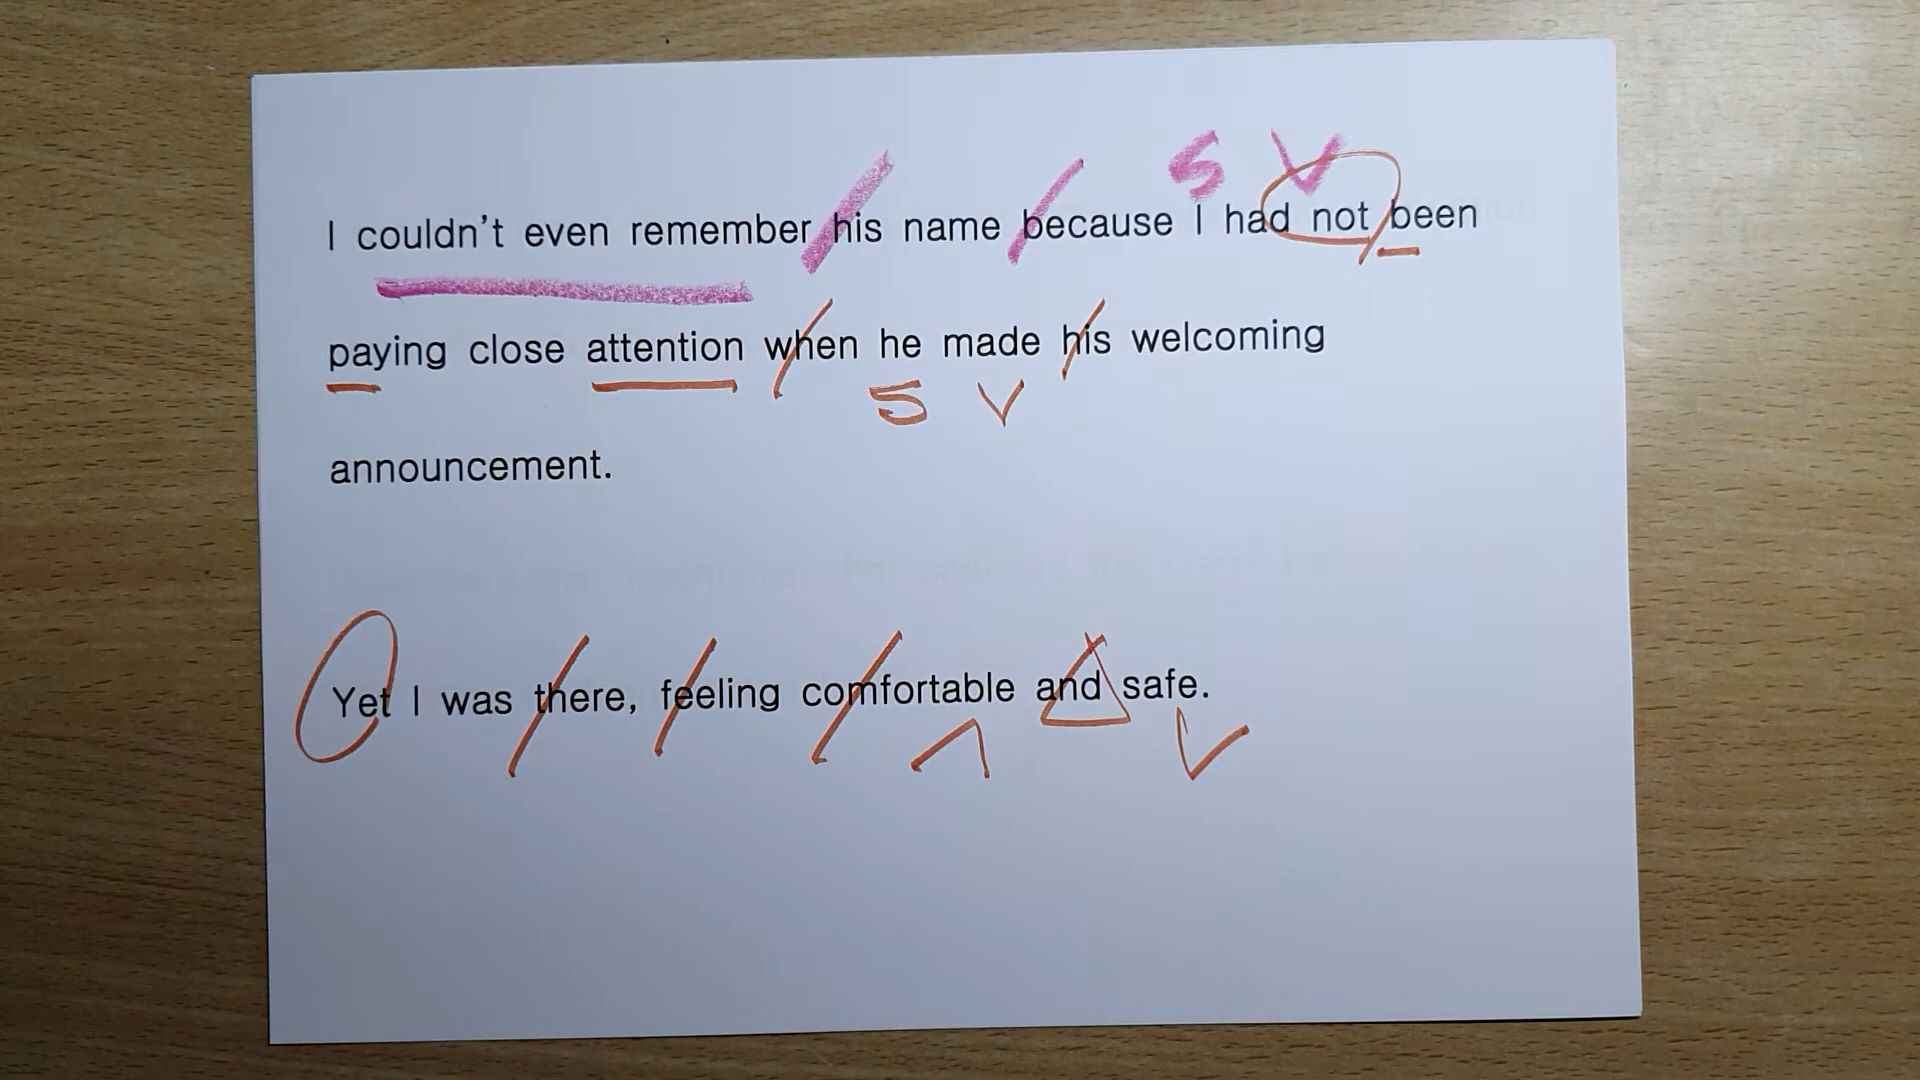 S V
I couldn't even remember his name because I had not been
paying close attention when he made his welcoming
S V
announcement.
Yet I was there, feeling comfortable and safe.